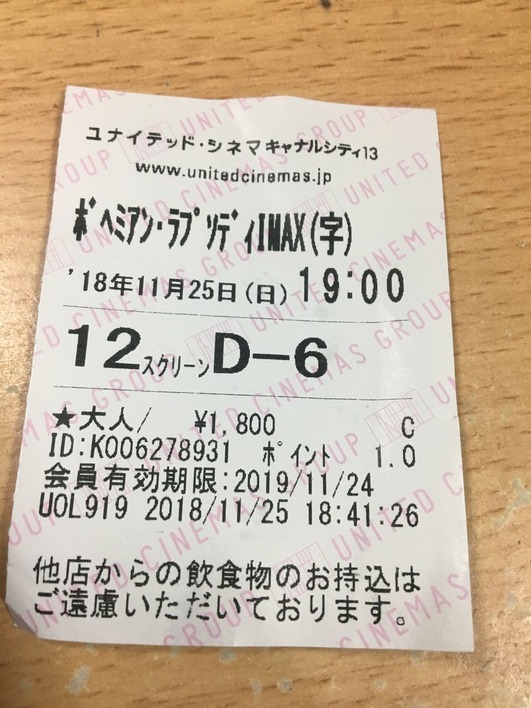 ユナイテッド・シネマキャナルシティ13
www.unitedcinemas.jp
ﾎﾞﾍﾐｱﾝ・ﾗﾌﾟｿﾃﾞｨIMAX(字)
'18年11月25日(日) 19:00
12スクリーンD-6
★大人/ ¥1,800 C
ID:K006278931 ﾎﾟｲﾝﾄ 1.0
会員有効期限:2019/11/24
UOL919 2018/11/25 18:41:26
他店からの飲食物のお持込は
ご遠慮いただいております。
UNITED CINEMAS GROUP